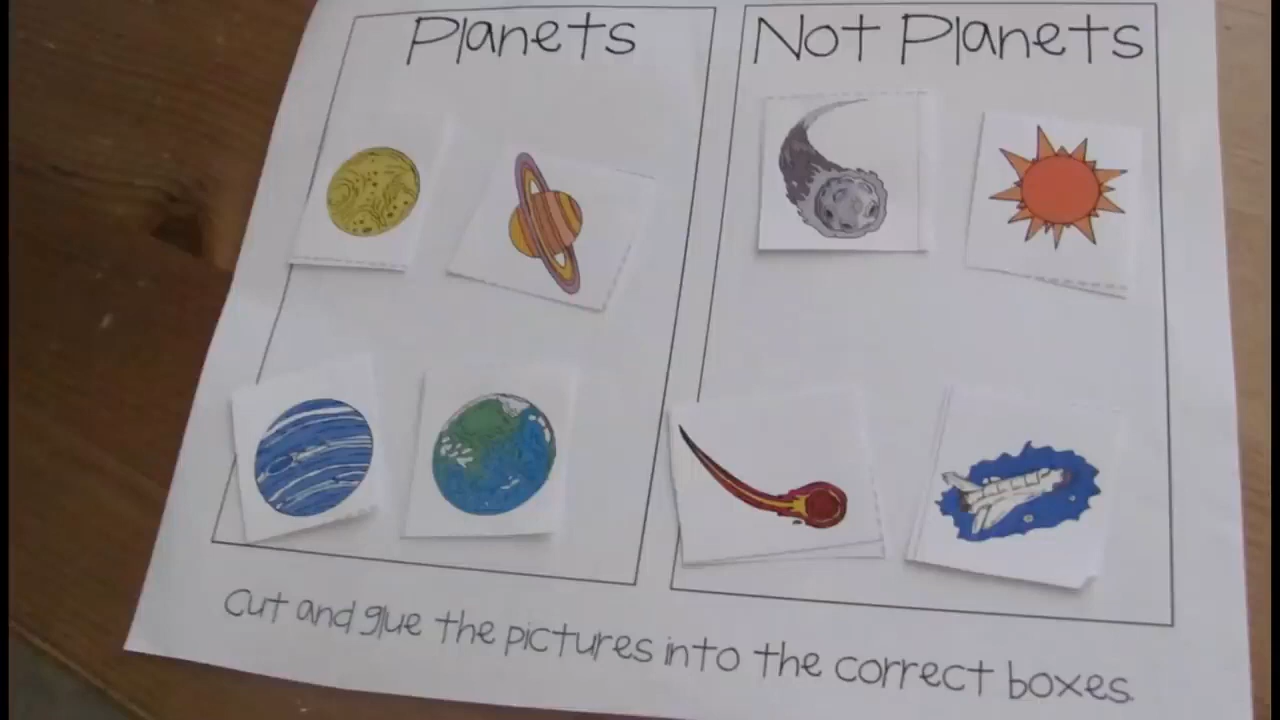 Planets
Not Planets
Cut and glue the pictures into the correct boxes.